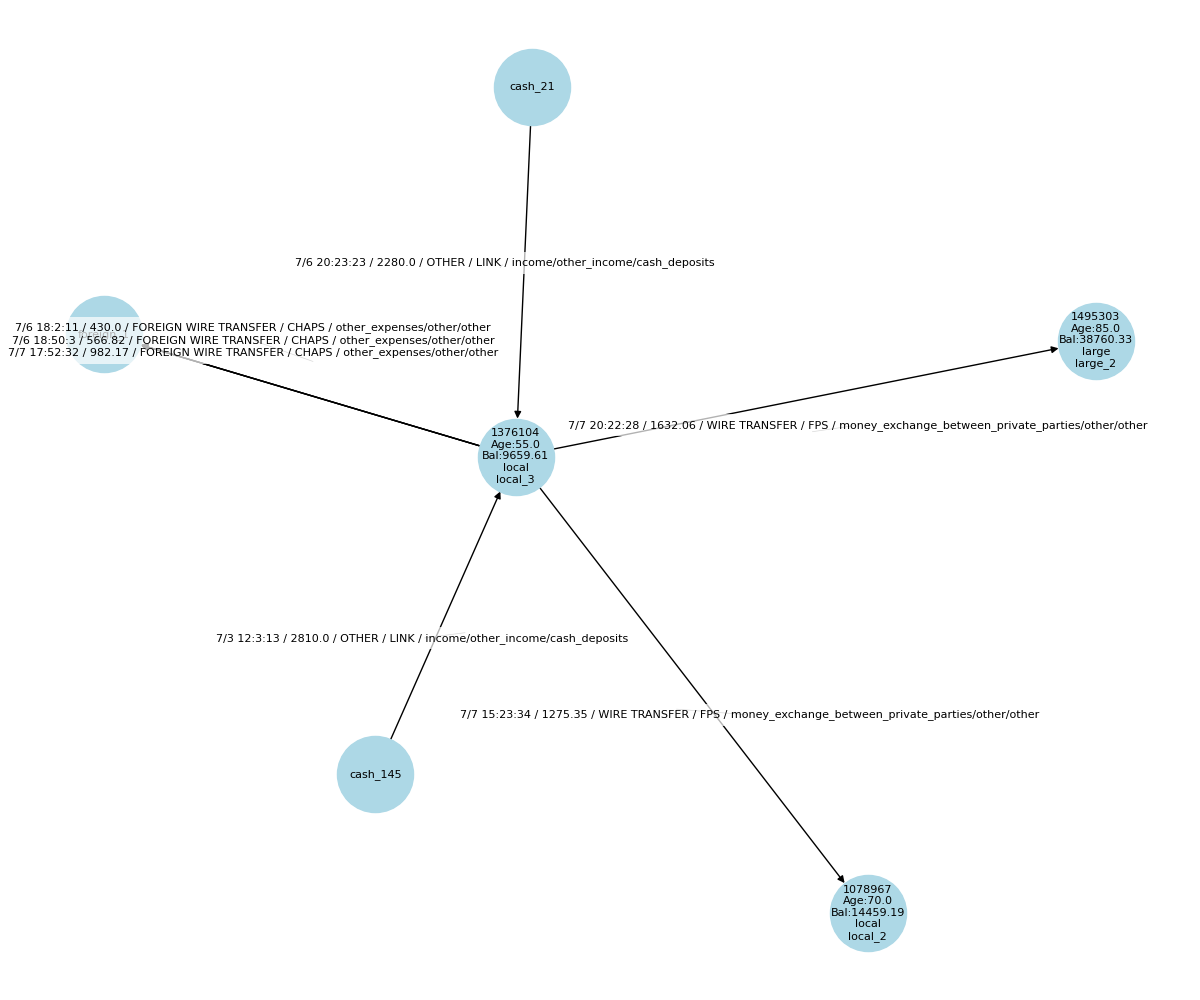 cash_21
7/6 20:23:23 / 2280.0 / OTHER / LINK / income/other_income/cash_deposits
7/6 18:2:11 / 430.0 / FOREIGN WIRE TRANSFER / CHAPS / other_expenses/other/other
7/6 18:50:3 / 566.82 / FOREIGN WIRE TRANSFER / CHAPS / other_expenses/other/other
7/7 17:52:32 / 982.17 / FOREIGN WIRE TRANSFER / CHAPS / other_expenses/other/other
1495303
Age:85.0
Bal:38760.33
large
large_2
7/7 20:22:28 / 1632.06 / WIRE TRANSFER / FPS / money_exchange_between_private_parties/other/other
1376104
Age:55.0
Bal:9659.61
local
local_3
7/3 12:3:13 / 2810.0 / OTHER / LINK / income/other_income/cash_deposits
7/7 15:23:34 / 1275.35 / WIRE TRANSFER / FPS / money_exchange_between_private_parties/other/other
cash_145
1078967
Age:70.0
Bal:14459.19
local
local_2